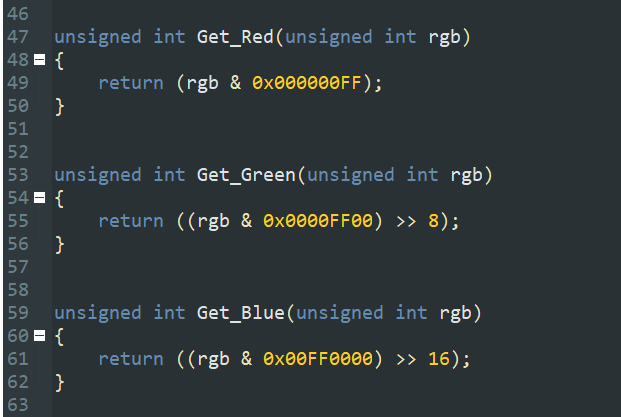 46
47 unsigned int Get_Red(unsigned int rgb)
48 {
49     return (rgb & 0x000000FF);
50 }
51
52
53 unsigned int Get_Green(unsigned int rgb)
54 {
55     return ((rgb & 0x0000FF00) >> 8);
56 }
57
58
59 unsigned int Get_Blue(unsigned int rgb)
60 {
61     return ((rgb & 0x00FF0000) >> 16);
62 }
63